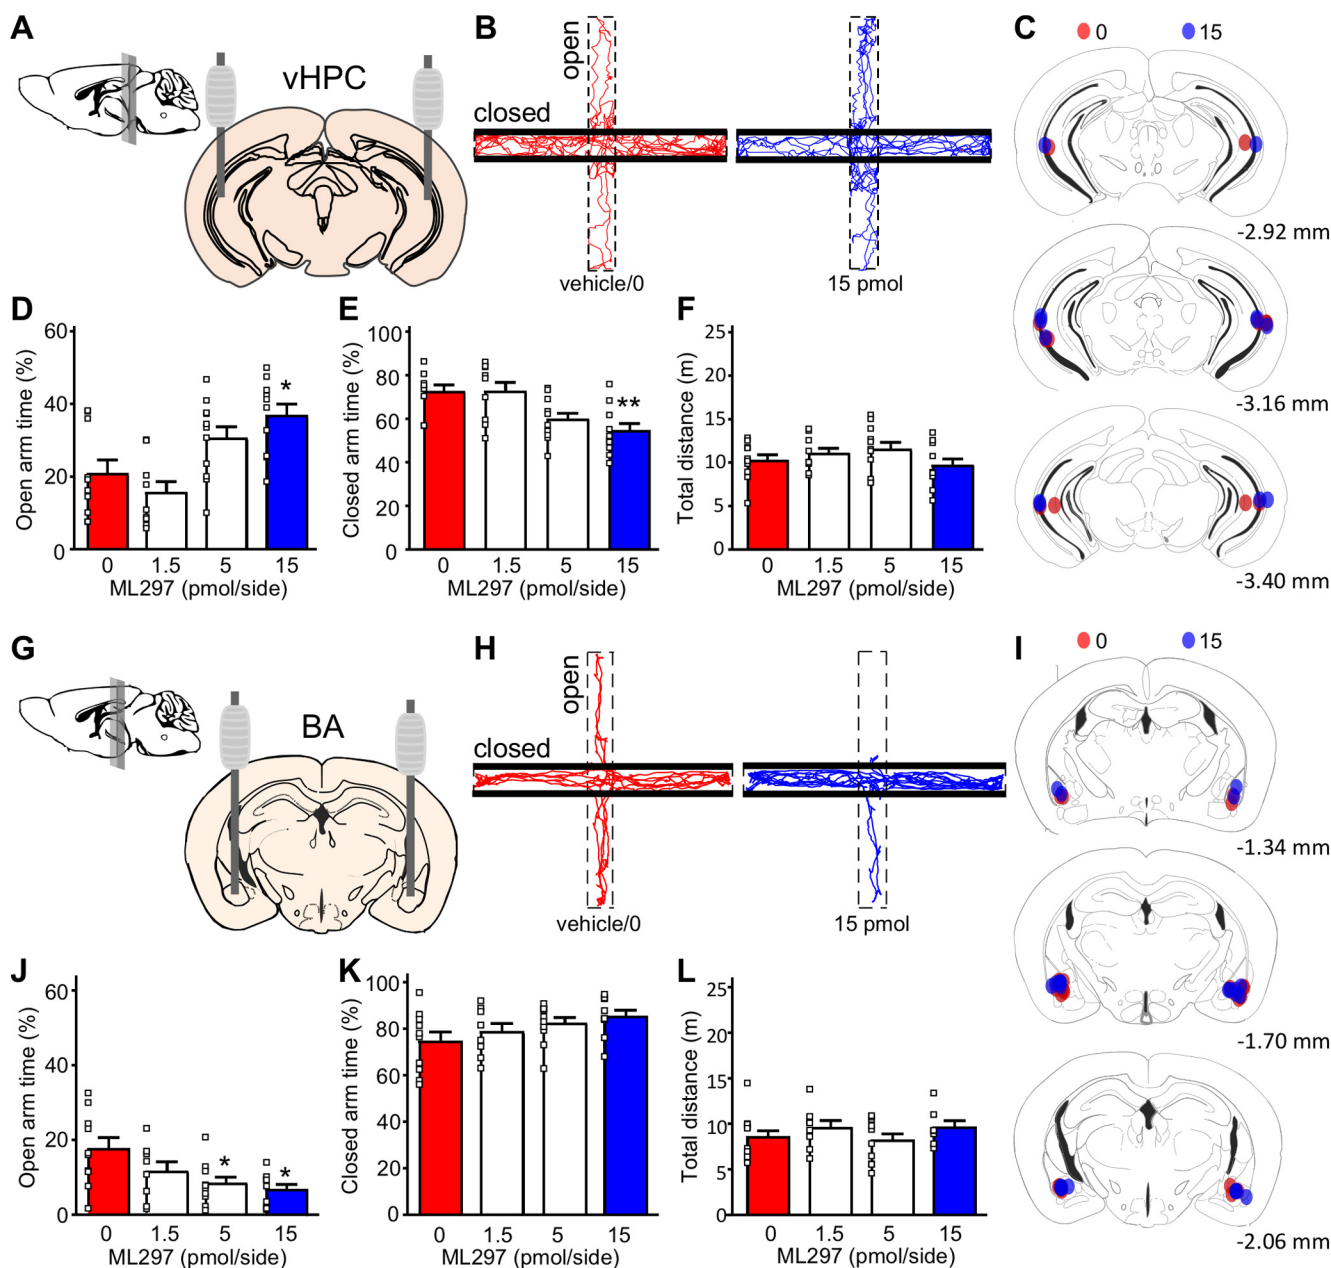 A
vHPC
B
open
closed
vehicle/0
15 pmol
C
0
15
-2.92 mm
-3.16 mm
-3.40 mm
D
Open arm time (%)
60
40
20
0
0 1.5 5 15
*
ML297 (pmol/side)
E
Closed arm time (%)
100
80
60
40
20
0
**
0 1.5 5 15
ML297 (pmol/side)
F
Total distance (m)
25
20
15
10
5
0
0 1.5 5 15
ML297 (pmol/side)
G
BA
H
open
closed
vehicle/0
15 pmol
I
0
15
-1.34 mm
-1.70 mm
-2.06 mm
J
Open arm time (%)
60
40
20
0
* *
0 1.5 5 15
ML297 (pmol/side)
K
Closed arm time (%)
100
80
60
40
20
0
0 1.5 5 15
ML297 (pmol/side)
L
Total distance (m)
25
20
15
10
5
0
0 1.5 5 15
ML297 (pmol/side)